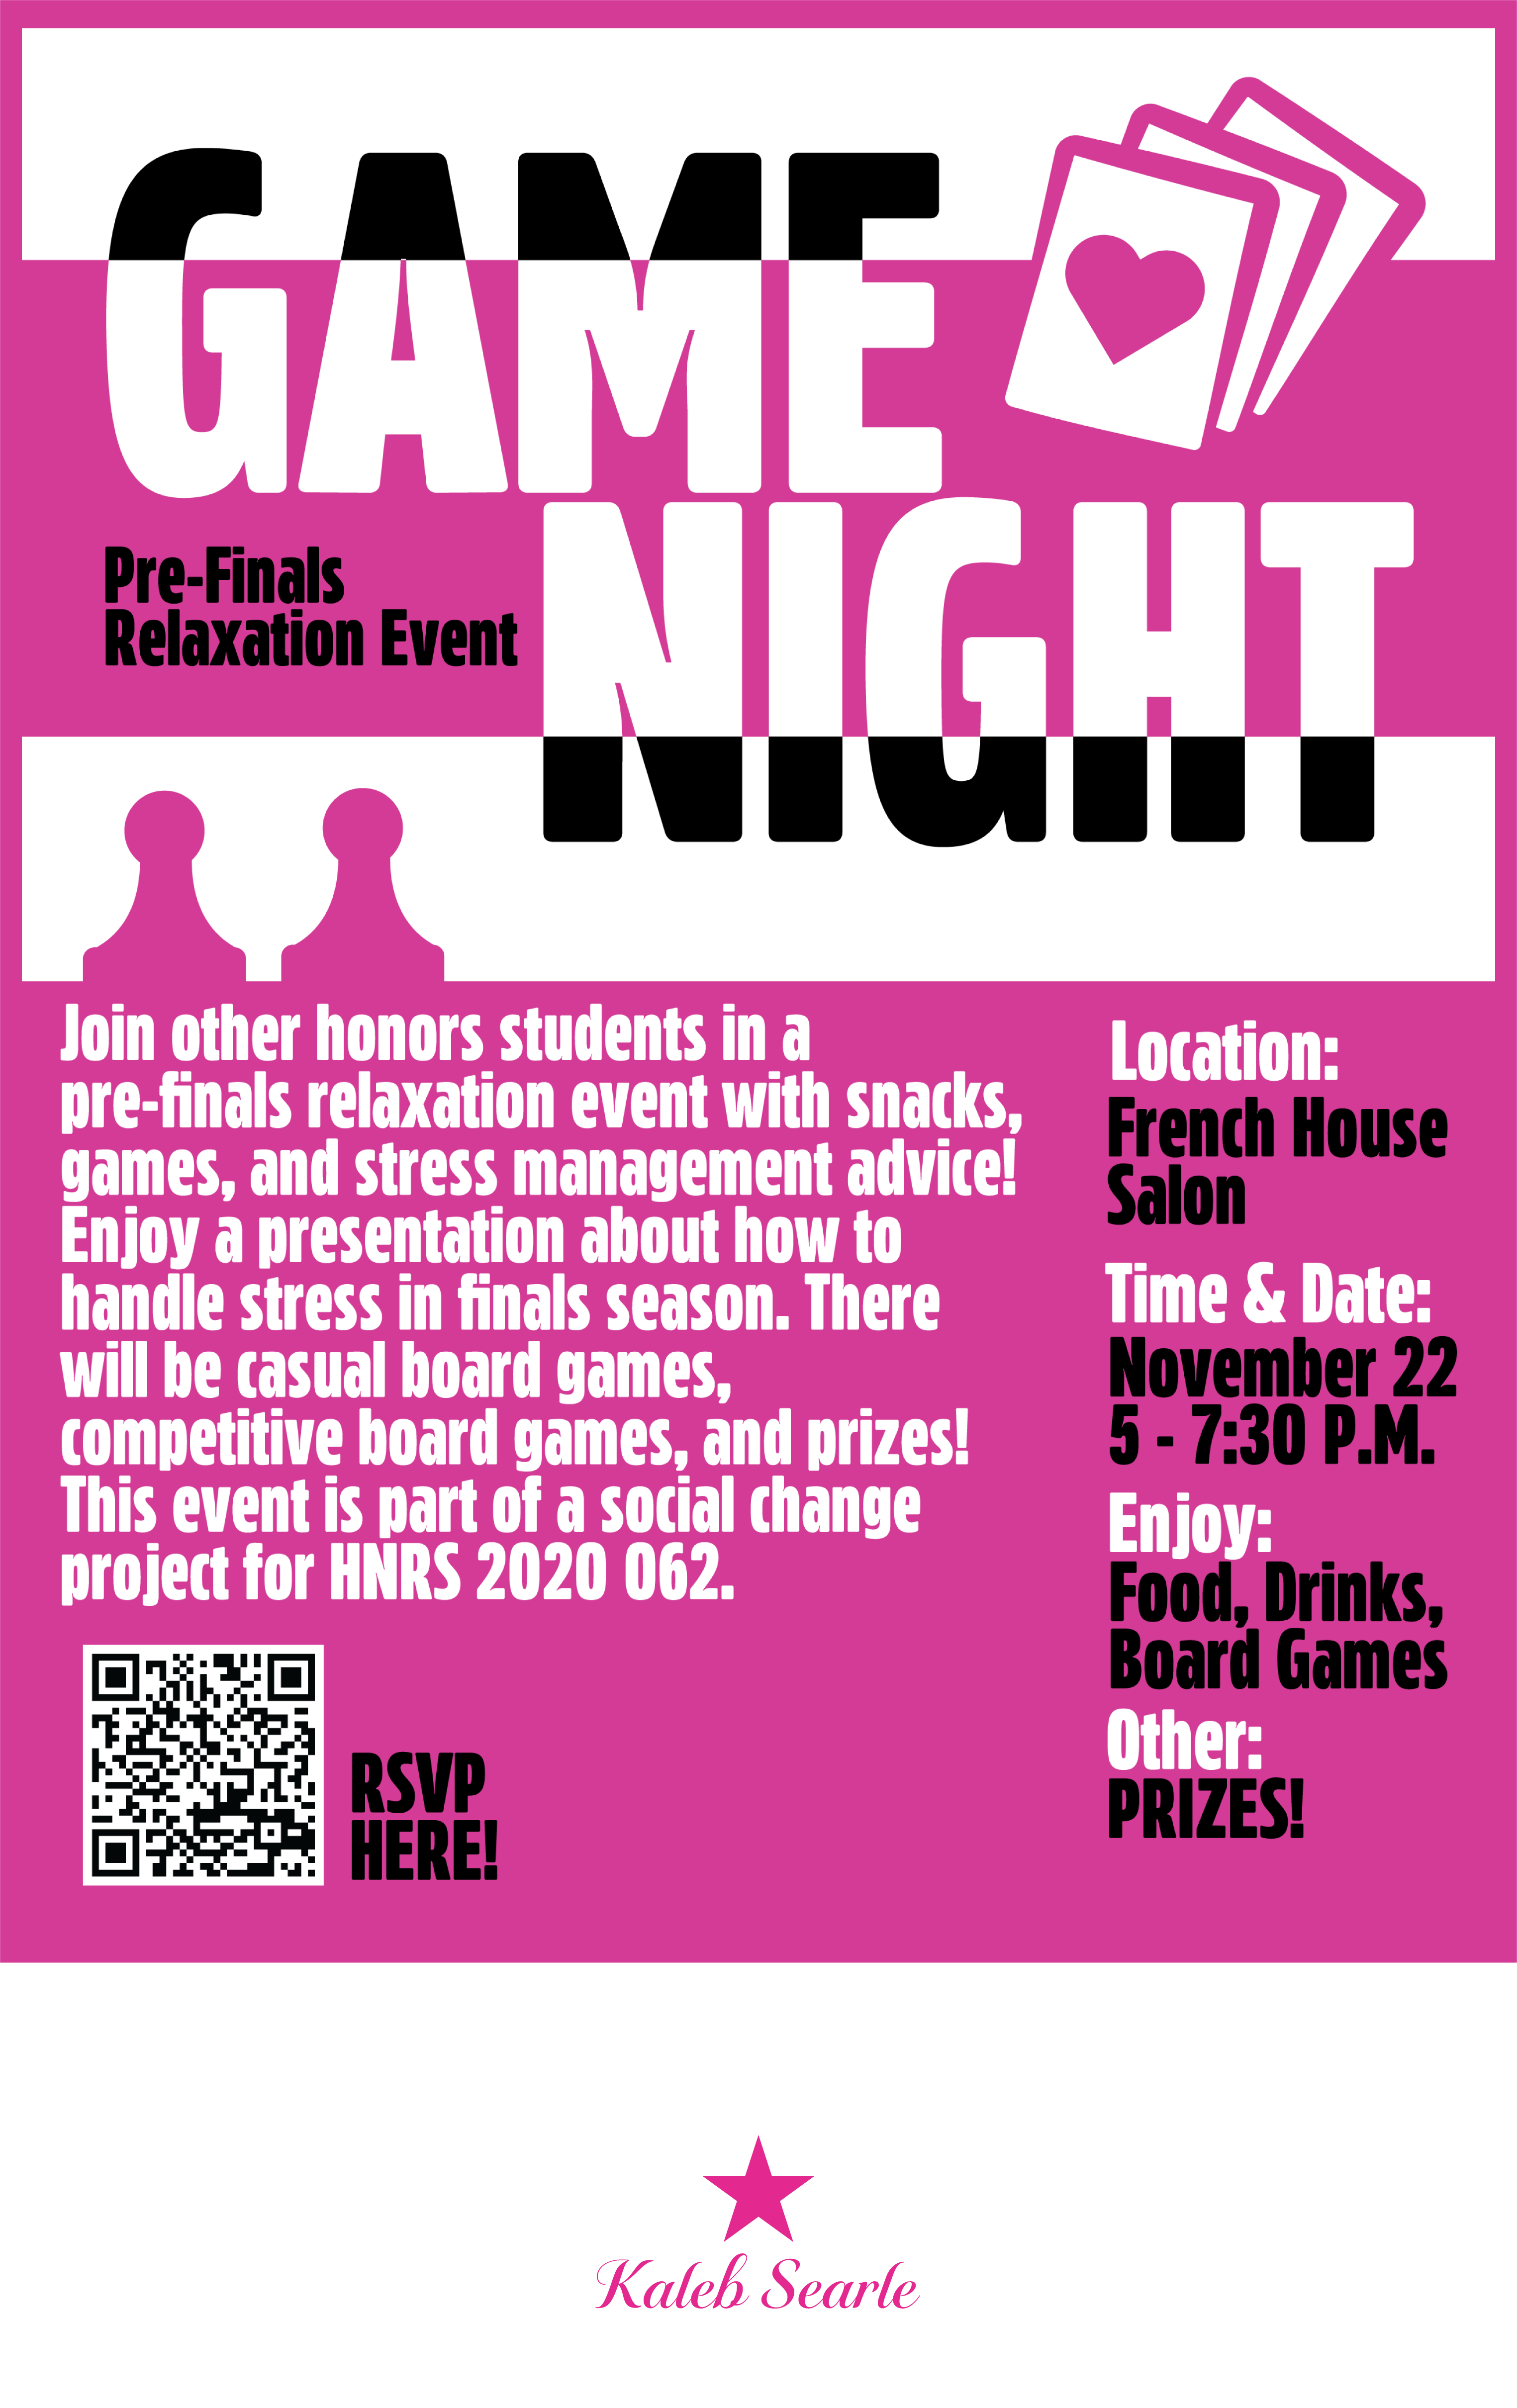 GAME
NIGHT
Pre-Finals
Relaxation Event
Join other honors students in a
pre-finals relaxation event with snacks,
games, and stress management advice!
Enjoy a presentation about how to
handle stress in finals season. There
will be casual board games,
competitive board games, and prizes!
This event is part of a social change
project for HNRS 2020 062.
RSVP
HERE!
Location:
French House
Salon
Time & Date:
November 22
5 - 7:30 P.M.
Enjoy:
Food, Drinks,
Board Games
Other:
PRIZES!
Kaleb Searle